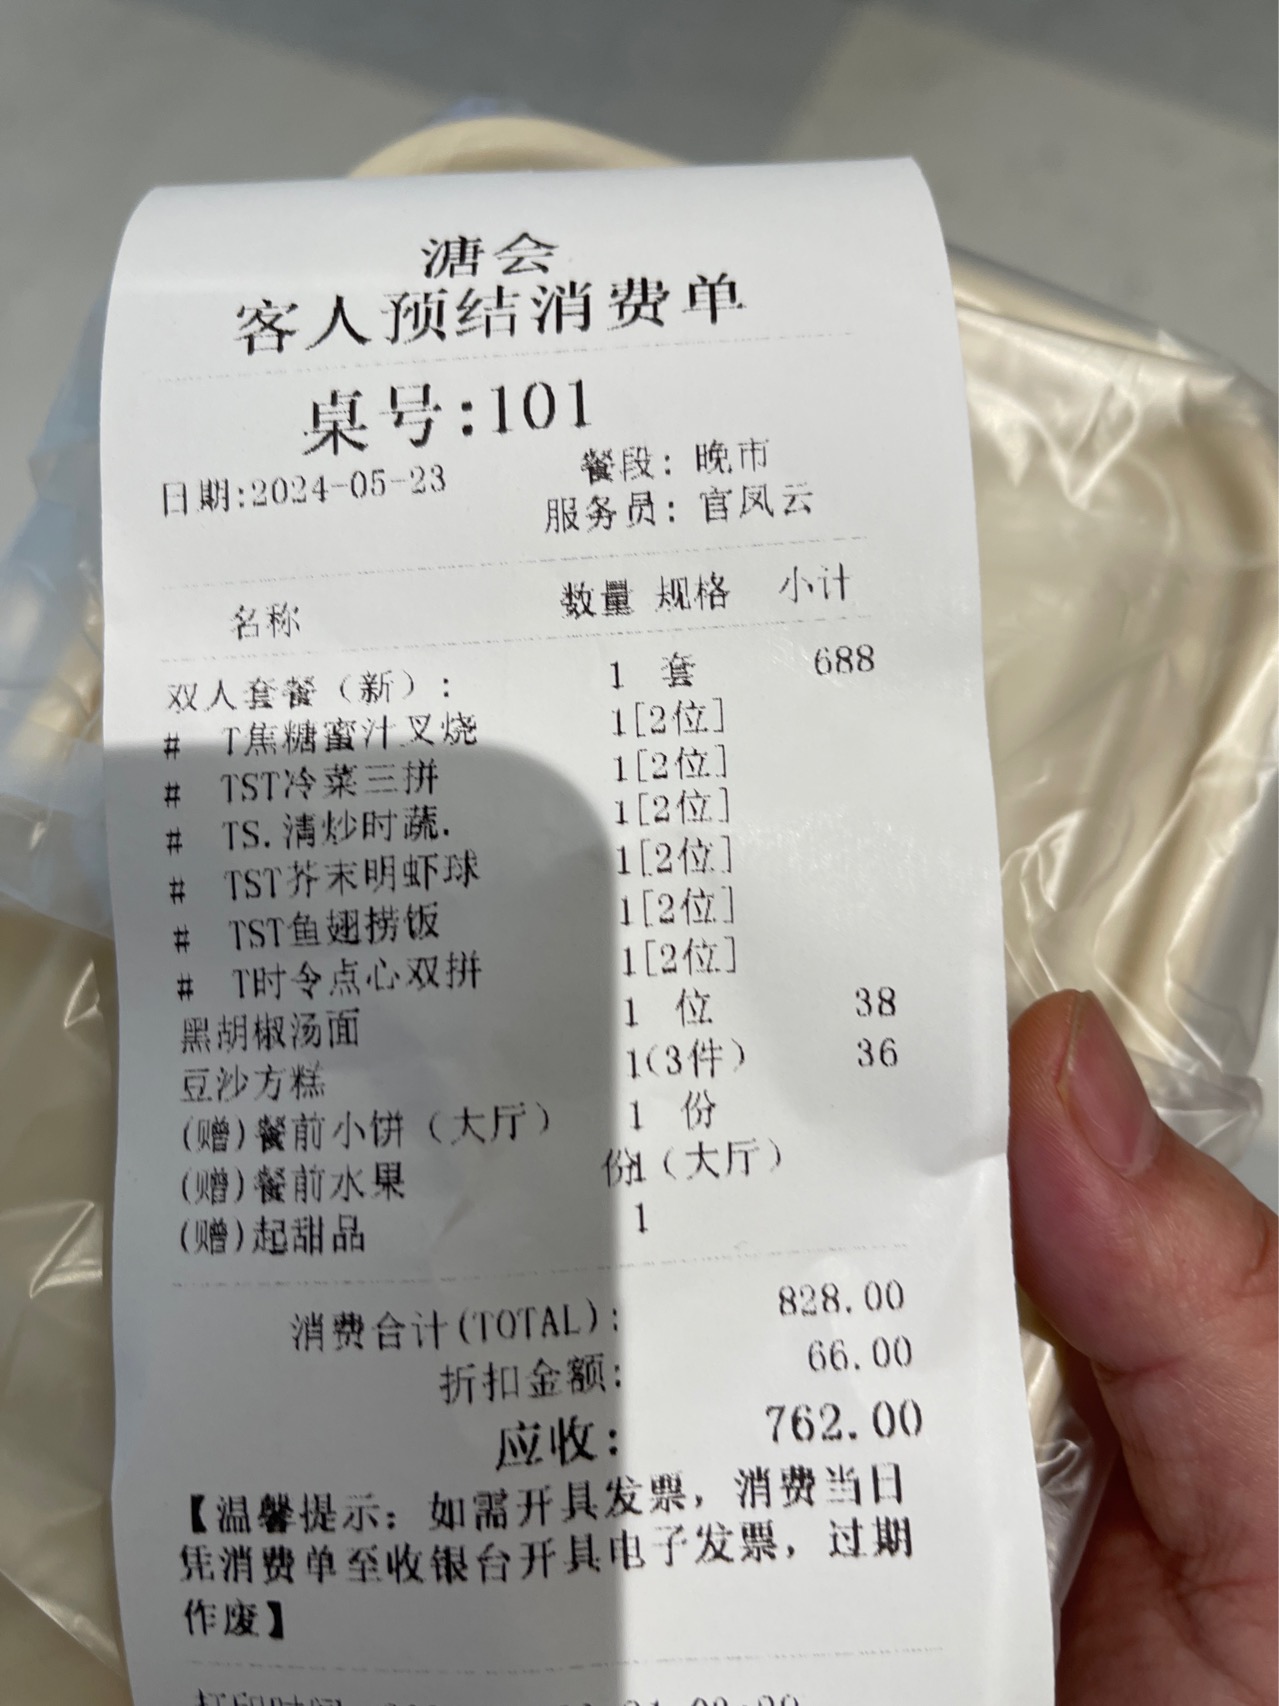 溏会
客人预结消费单
桌号:101
餐段: 晚市
日期:2024-05-23
服务员: 官凤云
名称 数量 规格 小计
双人套餐（新）: 1 套 688
# T焦糖蜜汁叉烧 1[2位]
# TST冷菜三拼 1[2位]
# TS.清炒时蔬. 1[2位]
# TST芥末明虾球 1[2位]
# TST鱼翅捞饭 1[2位]
# T时令点心双拼 1[2位]
黑胡椒汤面 1 位 38
豆沙方糕 1(3件) 36
(赠)餐前小饼（大厅） 1 份
(赠)餐前水果 份1（大厅）
(赠)起甜品 1
消费合计(TOTAL): 828.00
折扣金额: 66.00
应收: 762.00
【温馨提示: 如需开具发票, 消费当日
凭消费单至收银台开具电子发票, 过期
作废】